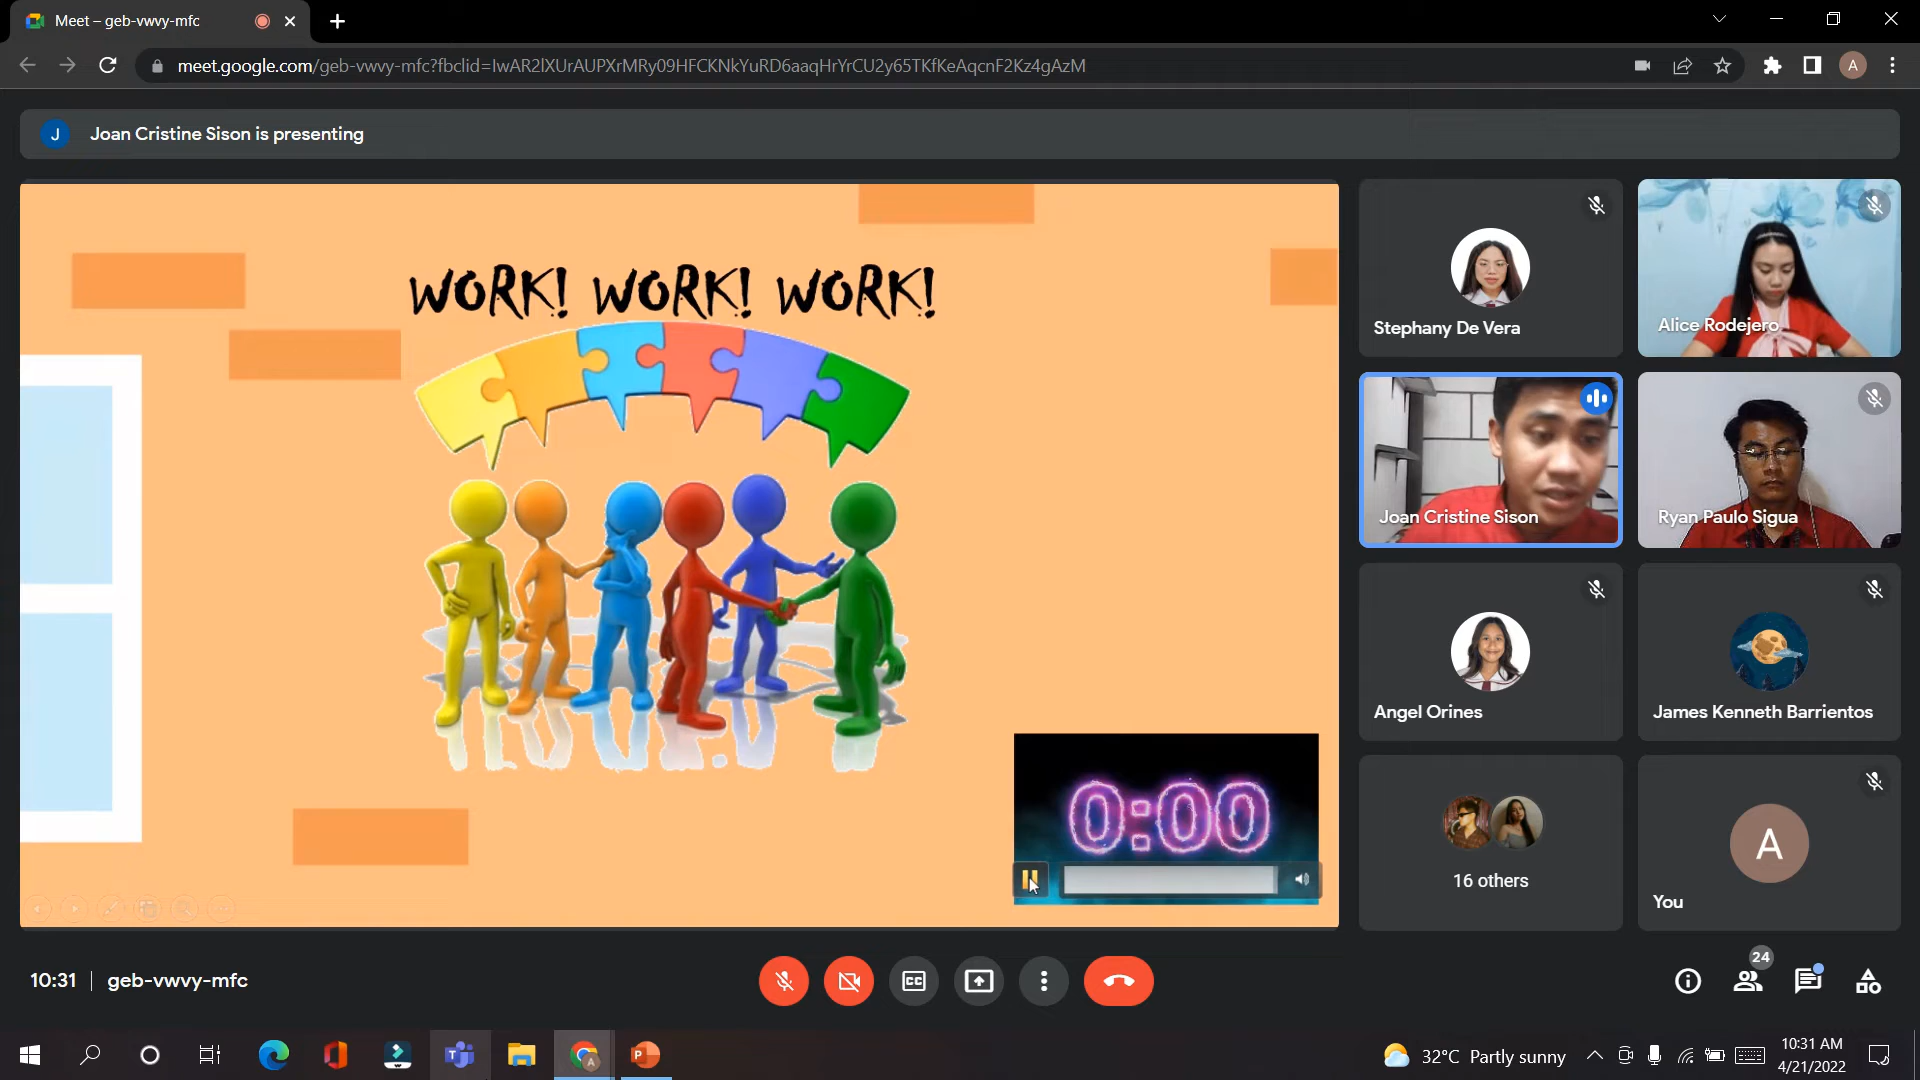 Meet – geb-vwvy-mfc
meet.google.com/geb-vwvy-mfc?fbclid=IwAR2lXUrAUPXrMRy09HFCKNkYuRD6aaqHrYrCU2y65TKfKeAqcnF2Kz4gAzM
A
J
Joan Cristine Sison is presenting
WORK! WORK! WORK!
0:00
Stephany De Vera
Alice Rodejero
Joan Cristine Sison
Ryan Paulo Sigua
Angel Orines
James Kenneth Barrientos
16 others
A
You
10:31
geb-vwvy-mfc
CC
24
32°C Partly sunny
10:31 AM
4/21/2022